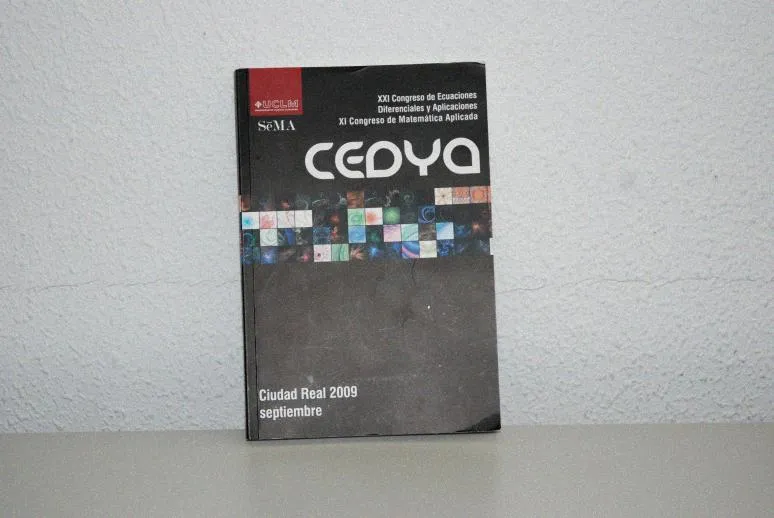 UCLM
SēMA
XXI Congreso de Ecuaciones
Diferenciales y Aplicaciones
XI Congreso de Matemática Aplicada
CEDYA
Ciudad Real 2009
septiembre